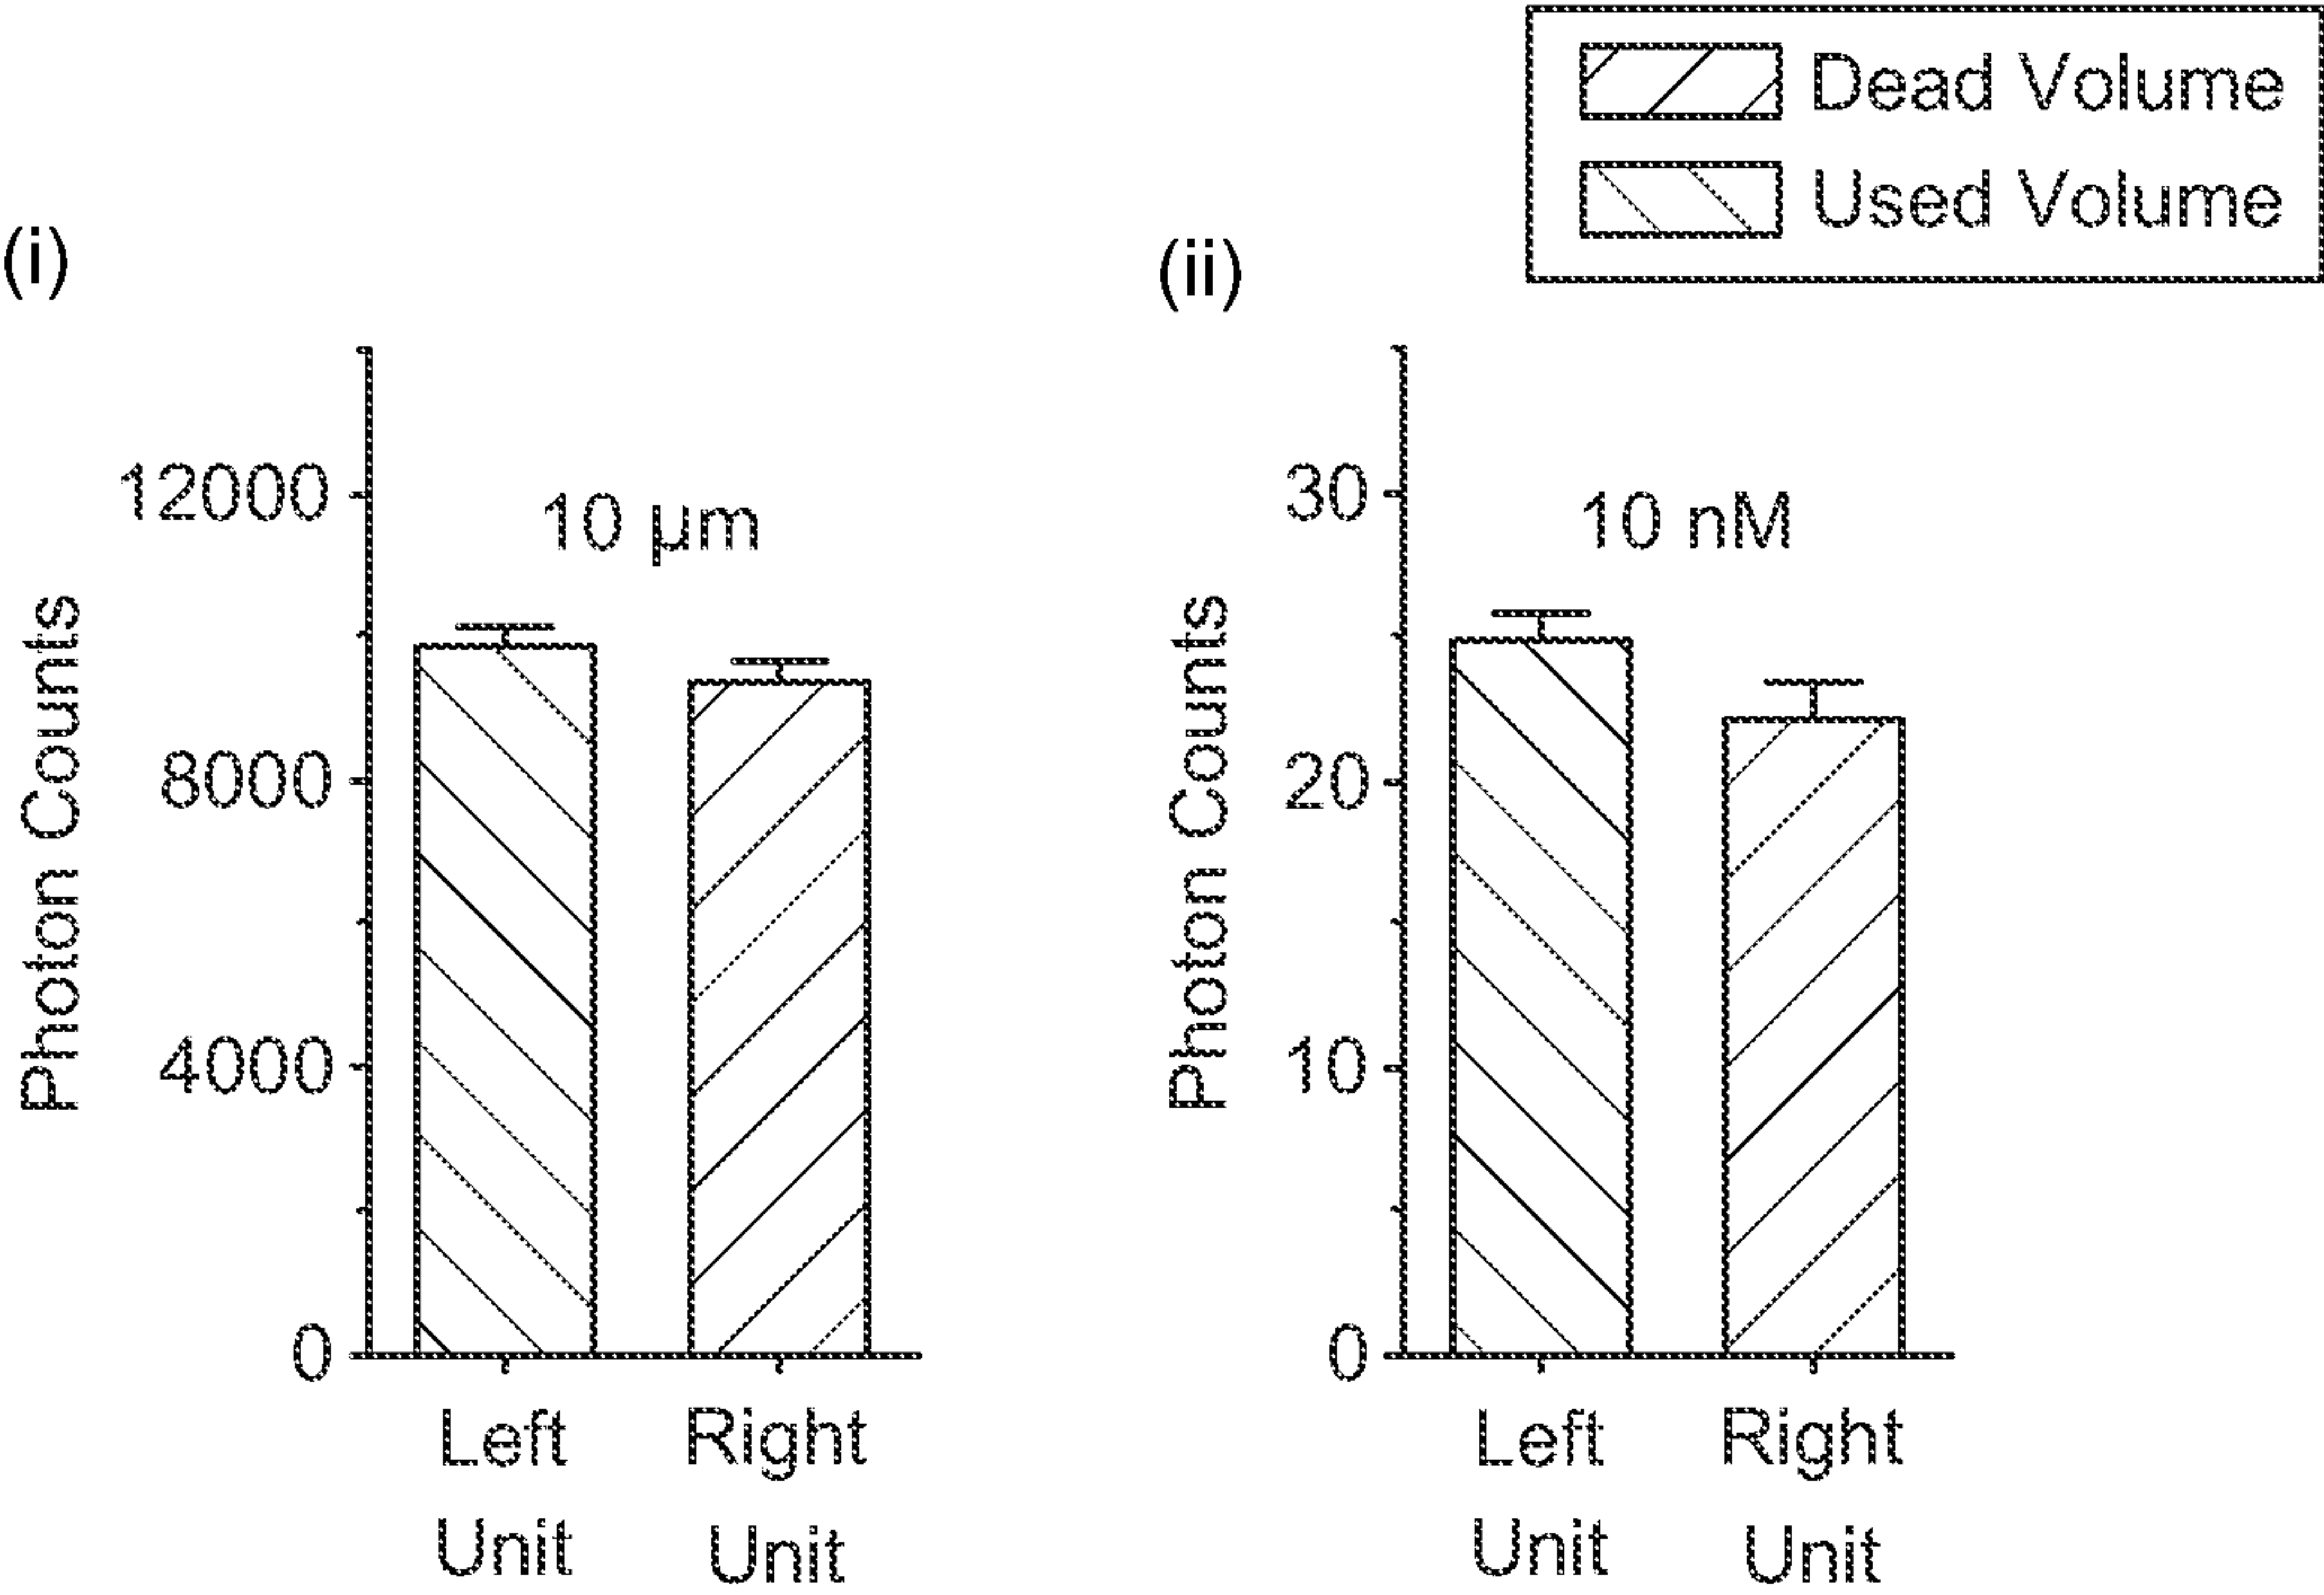 Dead Volume
Used Volume
(i)
(ii)
12000
8000
4000
0
Photon Counts
10 µm
Left Unit
Right Unit
30
20
10
0
Photon Counts
10 nM
Left Unit
Right Unit